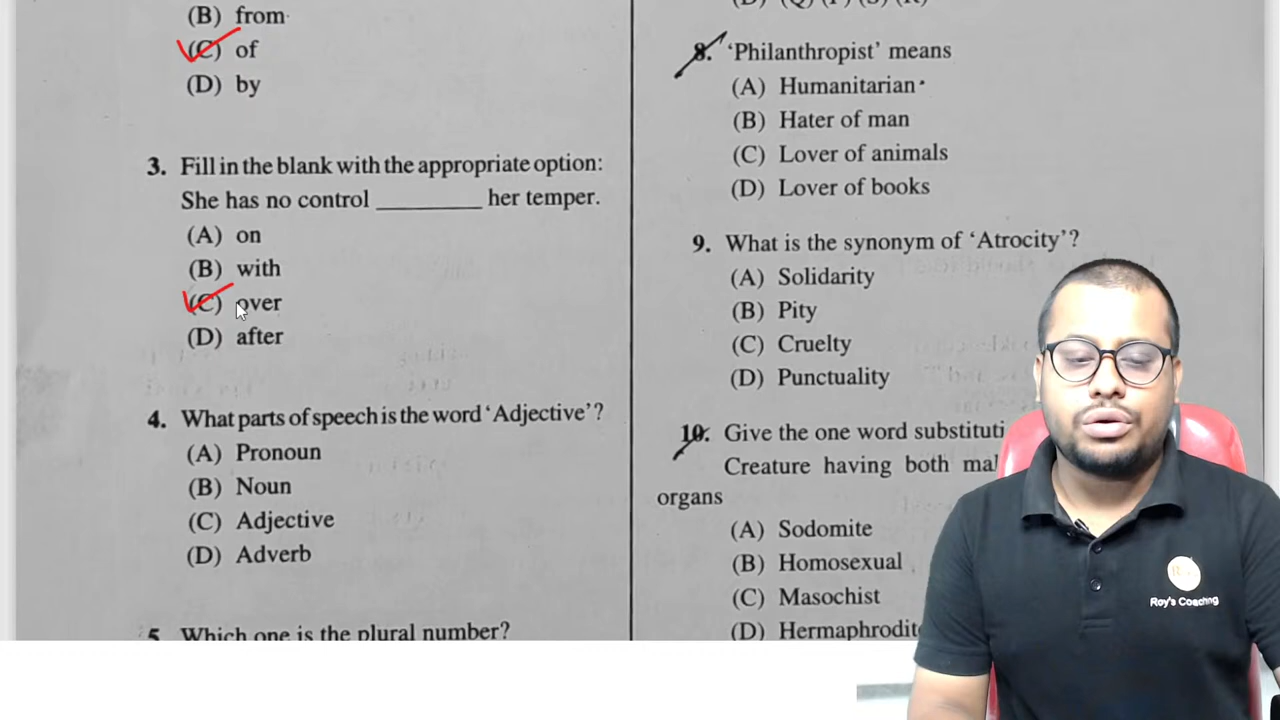 (B) from
(C) of
(D) by
3. Fill in the blank with the appropriate option:
She has no control ________ her temper.
(A) on
(B) with
(C) over
(D) after
4. What parts of speech is the word ‘Adjective’?
(A) Pronoun
(B) Noun
(C) Adjective
(D) Adverb
5 Which one is the plural number?
(D) (Q) (P) (S) (R)
8. ‘Philanthropist’ means
(A) Humanitarian
(B) Hater of man
(C) Lover of animals
(D) Lover of books
9. What is the synonym of ‘Atrocity’?
(A) Solidarity
(B) Pity
(C) Cruelty
(D) Punctuality
10. Give the one word substituti
Creature having both mal
organs
(A) Sodomite
(B) Homosexual
(C) Masochist
(D) Hermaphrodit
Roy's Coaching